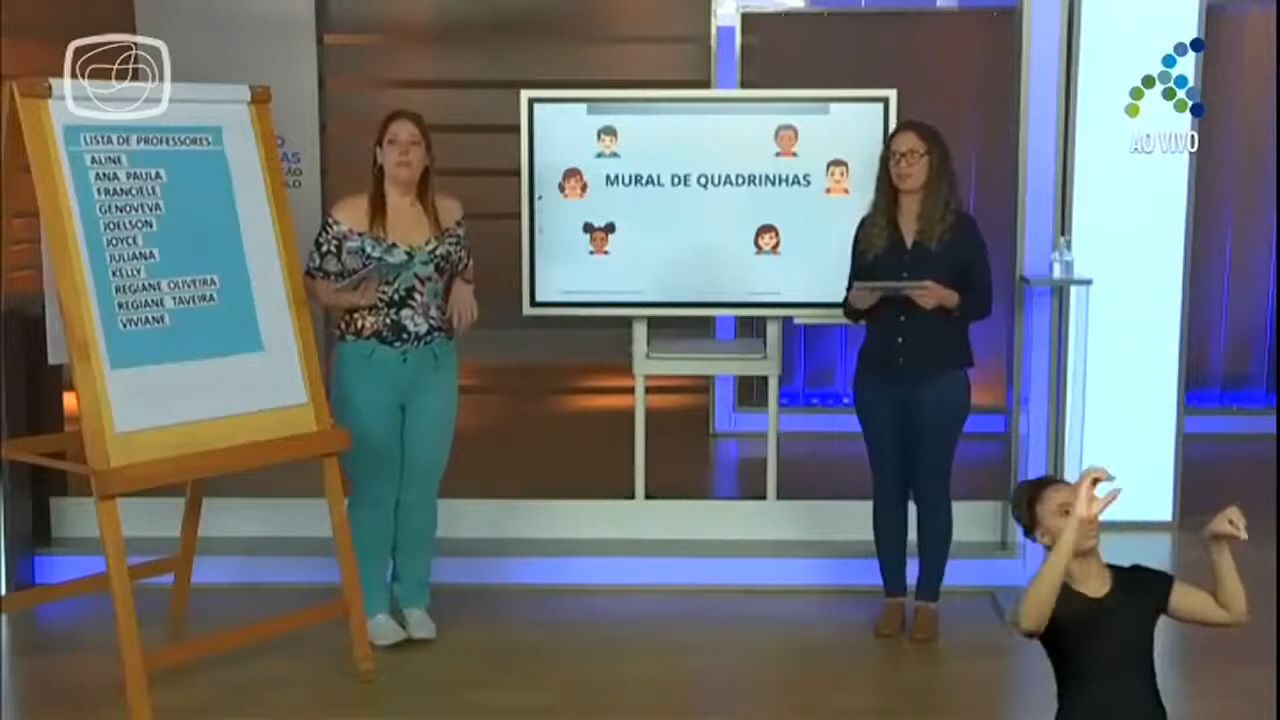 LISTA DE PROFESSORES
ALINE
ANA PAULA
FRANCIELE
GENOVEVA
JOELSON
JOYCE
JULIANA
KELLY
REGIANE OLIVEIRA
REGIANE TAVEIRA
VIVIANE
MURAL DE QUADRINHAS
AO VIVO